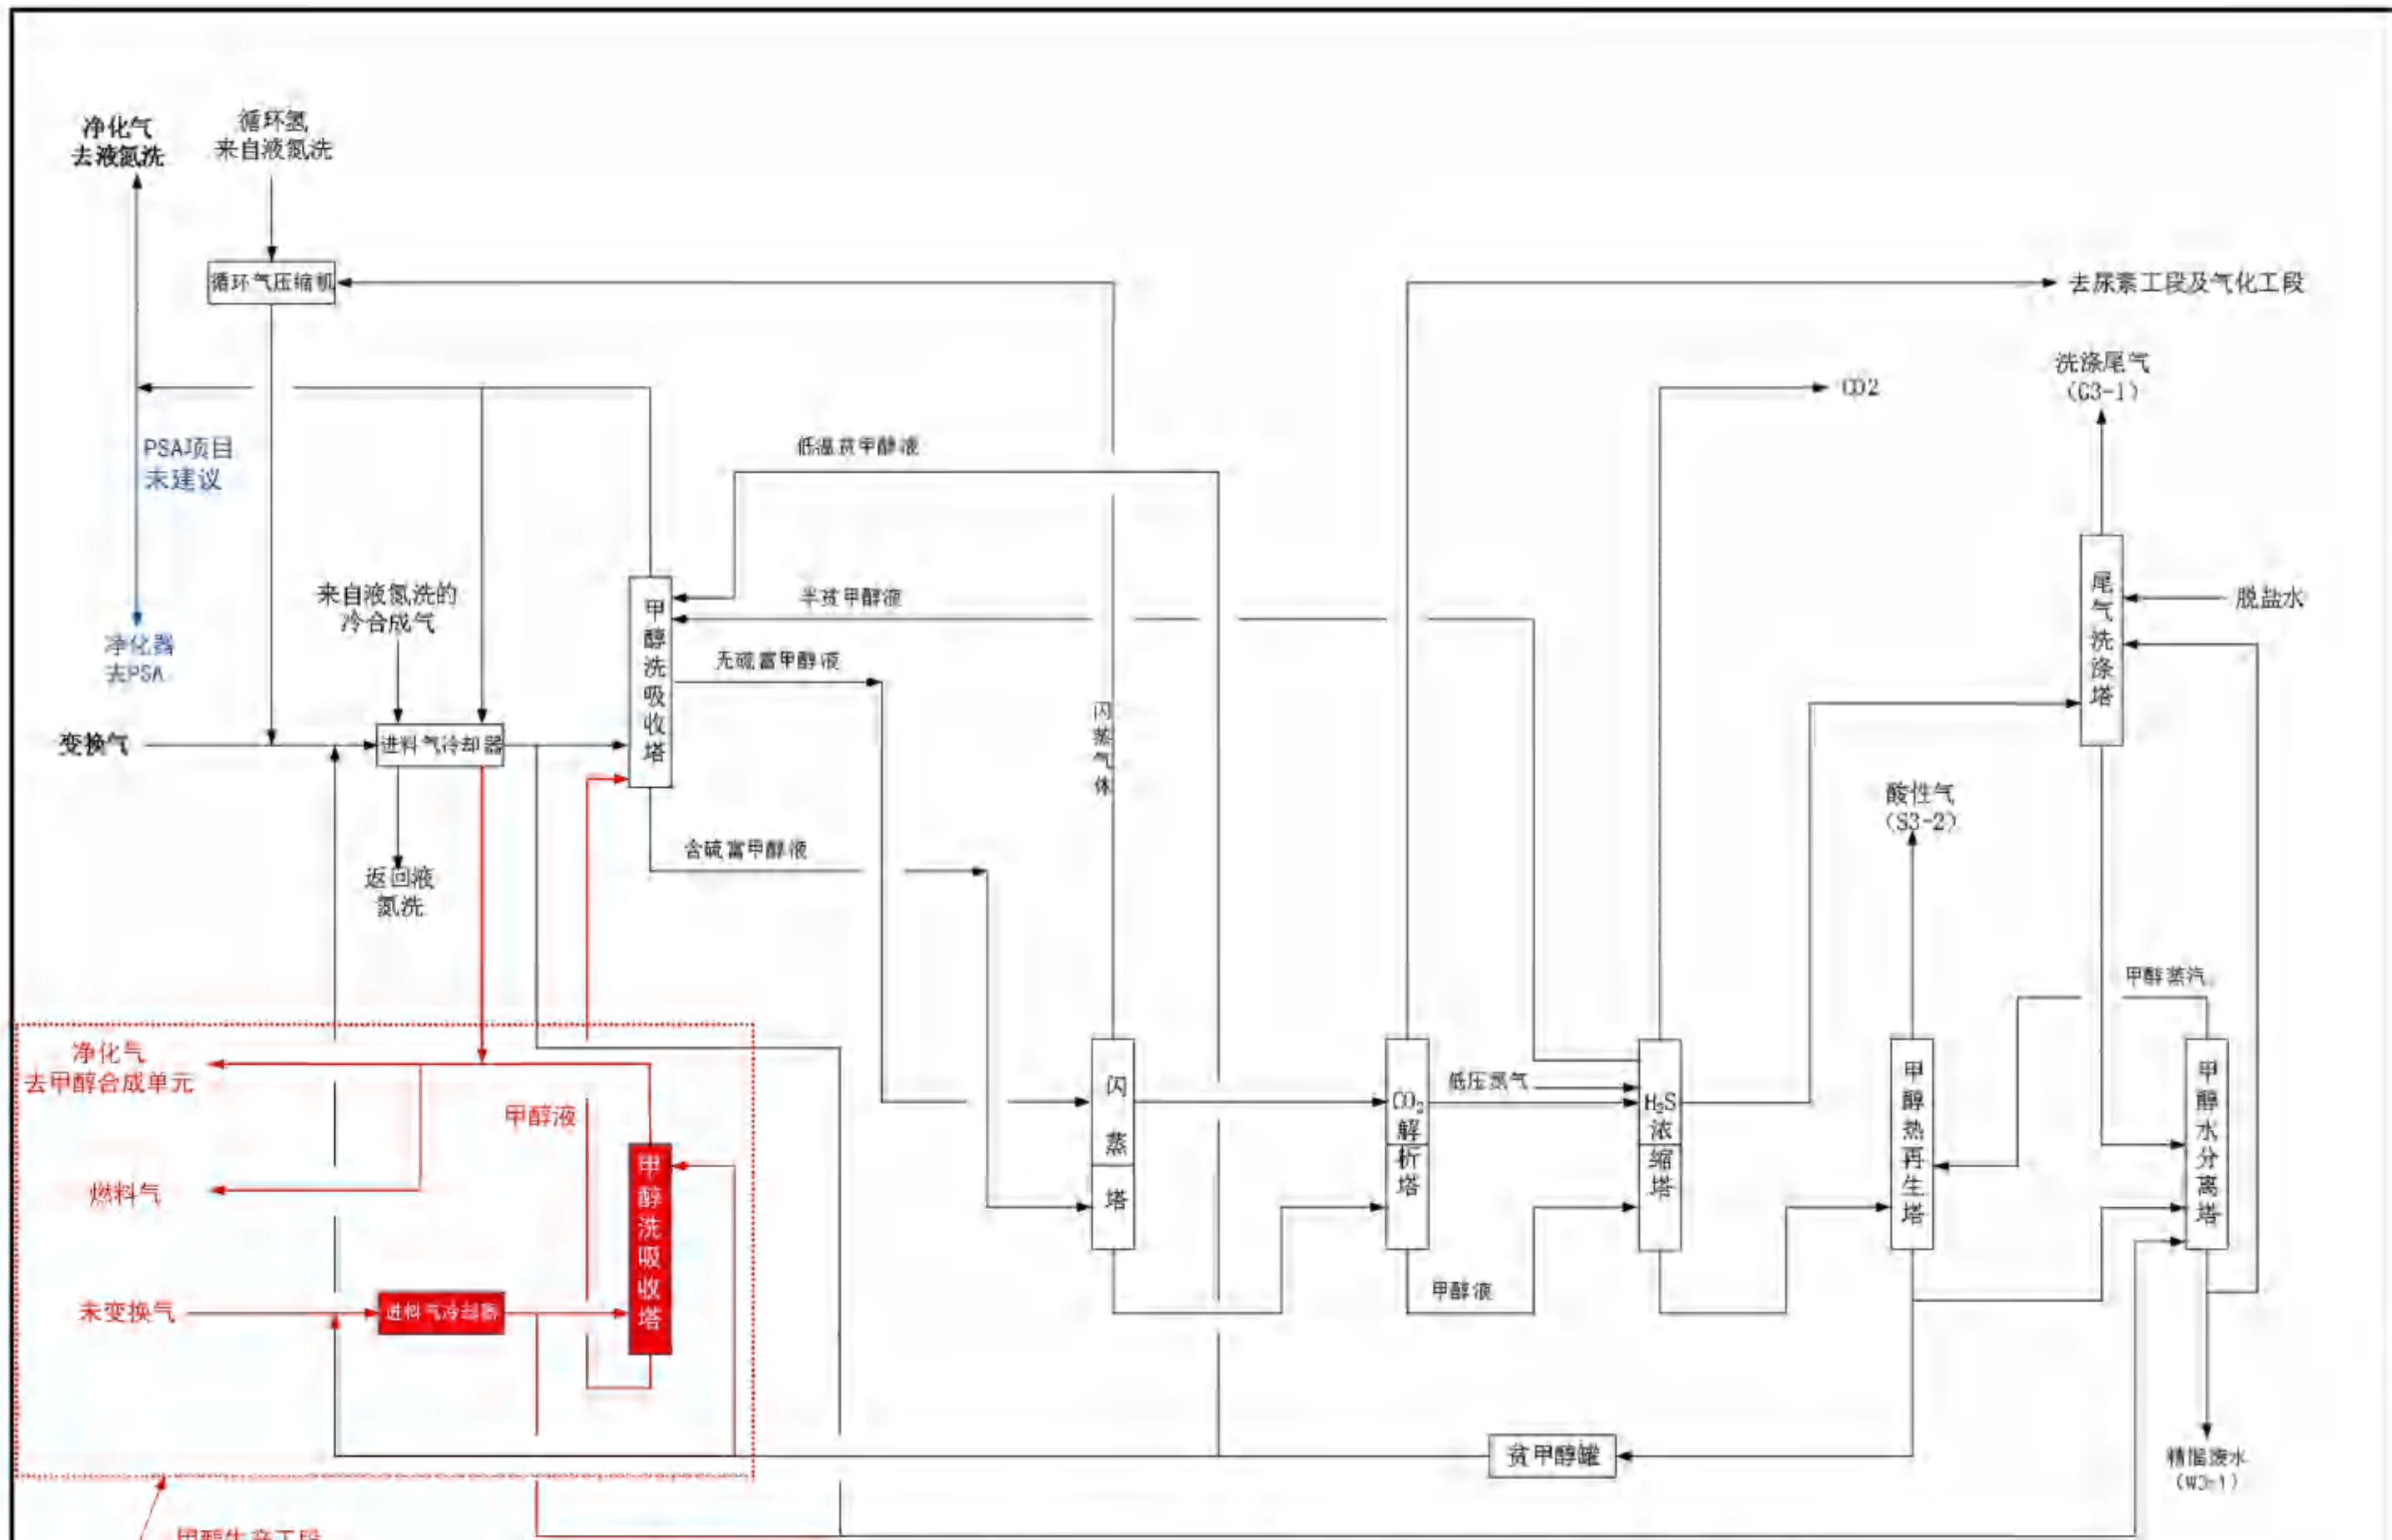 净化气
去液氮洗
循环氢
来自液氮洗
循环气压缩机
去尿素工段及气化工段
洗涤尾气
(G3-1)
CO2
PSA项目
未建议
低温贫甲醇液
来自液氮洗的
冷合成气
甲醇洗吸收塔
半贫甲醇液
尾气洗涤塔
脱盐水
净化器
去PSA
无硫富甲醇液
闪蒸气体
变换气
进料气冷却器
酸性气
(S3-2)
含硫富甲醇液
返回液
氮洗
甲醇蒸汽
净化气
去甲醇合成单元
甲醇液
闪蒸塔
CO₂解析塔
低压氮气
H₂S浓缩塔
甲醇热再生塔
甲醇水分离塔
甲醇洗吸收塔
燃料气
甲醇液
未变换气
进料气冷却器
贫甲醇罐
精馏废水
(W3-1)
甲醇生产工段